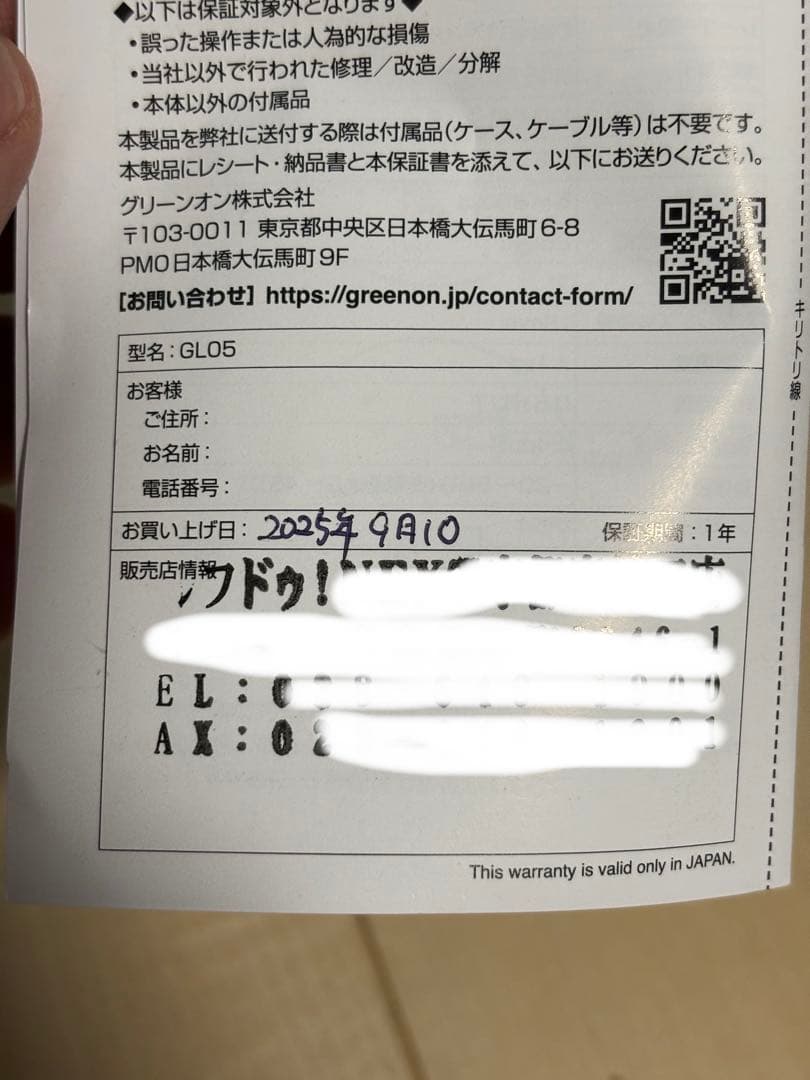 ◆以下は保証対象外となります◆
・誤った操作または人為的な損傷
・当社以外で行われた修理／改造／分解
・本体以外の付属品
本製品を弊社に送付する際は付属品(ケース、ケーブル等)は不要です。
本製品にレシート・納品書と本保証書を添えて、以下にお送りください。
グリーンオン株式会社
〒103-0011 東京都中央区日本橋大伝馬町6-8
PMO日本橋大伝馬町9F
[お問い合わせ] https://greenon.jp/contact-form/
キリトリ線
型名：GL05
お客様
ご住所：
お名前：
電話番号：
お買い上げ日：2025年9月10
保証期間：1年
販売店情報
フドゥ!
EL:0
AX:0
This warranty is valid only in JAPAN.